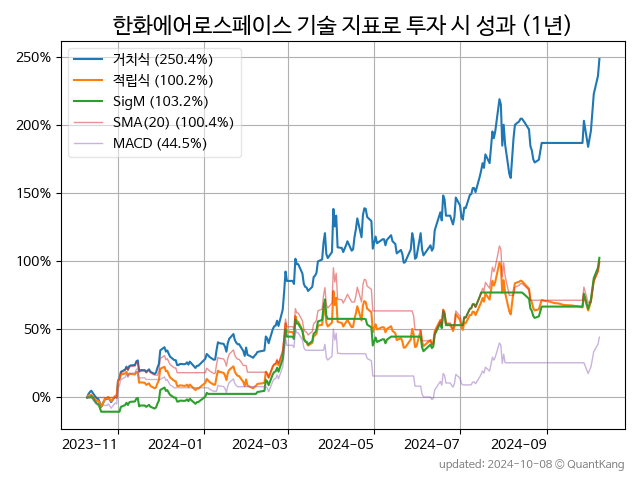 한화에어로스페이스 기술 지표로 투자 시 성과 (1년)
250%
200%
150%
100%
50%
0%
거치식 (250.4%)
적립식 (100.2%)
SigM (103.2%)
SMA(20) (100.4%)
MACD (44.5%)
2023-11 2024-01 2024-03 2024-05 2024-07 2024-09
updated: 2024-10-08 © QuantKang